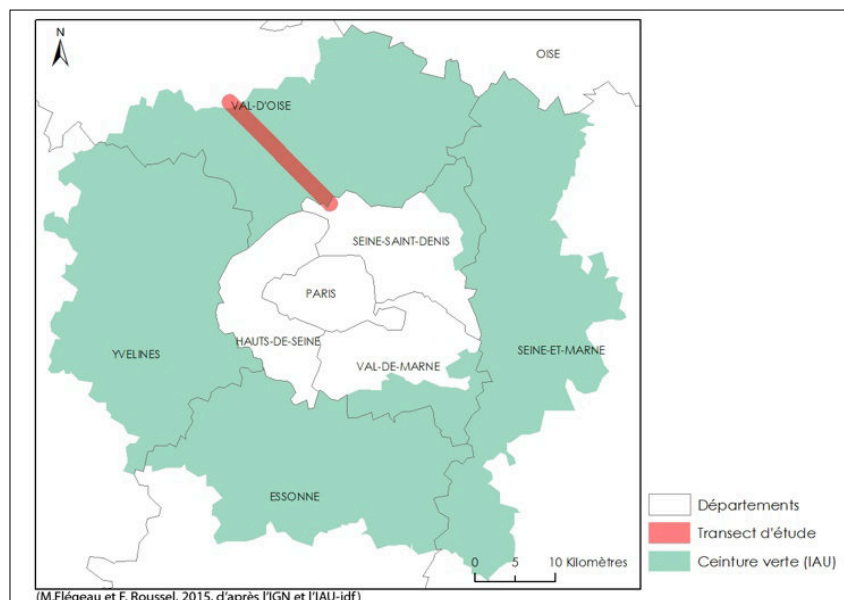 N
OISE
VAL-D'OISE
SEINE-SAINT-DENIS
PARIS
HAUTS-DE-SEINE
YVELINES
SEINE-ET-MARNE
VAL-DE-MARNE
ESSONNE
Départements
Transect d'étude
0 5 10 Kilomètres
Ceinture verte (IAU)
(M.Flégeau et F. Roussel, 2015, d'après l'IGN et l'IAU-idf)